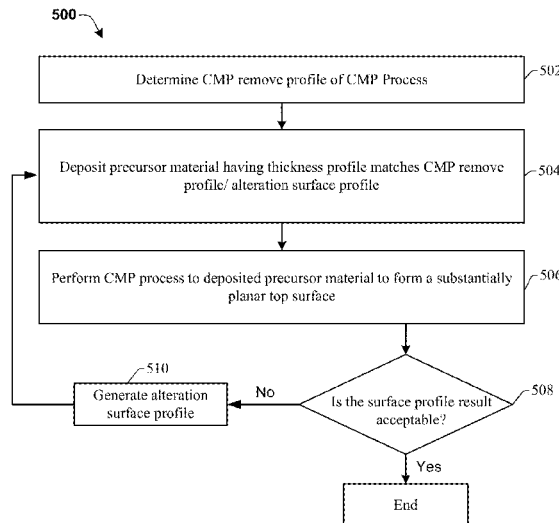 500
Determine CMP remove profile of CMP Process
502
Deposit precursor material having thickness profile matches CMP remove
profile/ alteration surface profile
504
Perform CMP process to deposited precursor material to form a substantially
planar top surface
506
510
Generate alteration
surface profile
No
Is the surface profile result
acceptable?
508
Yes
End